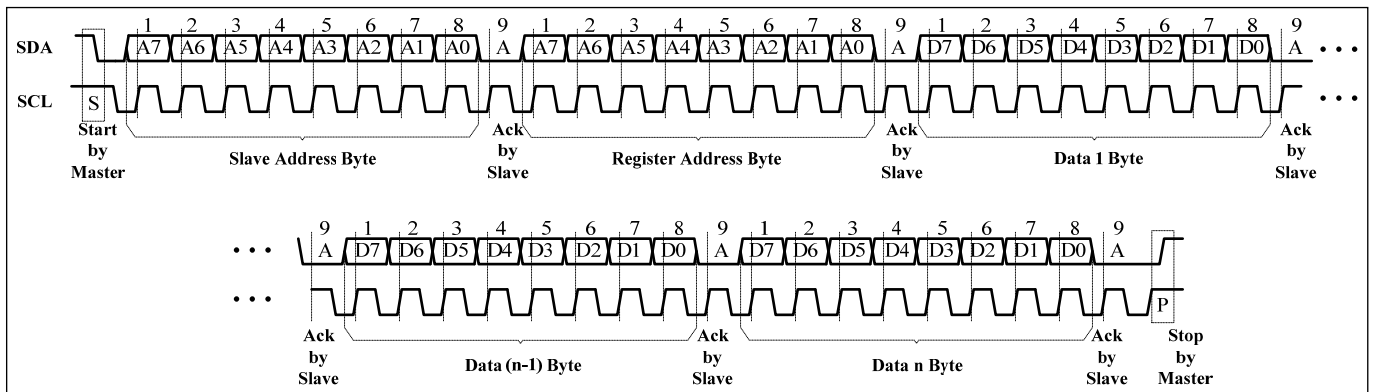 1 2 3 4 5 6 7 8 9 1 2 3 4 5 6 7 8 9 1 2 3 4 5 6 7 8 9
SDA A7 A6 A5 A4 A3 A2 A1 A0 A A7 A6 A5 A4 A3 A2 A1 A0 A D7 D6 D5 D4 D3 D2 D1 D0 A • • •
SCL S • • •
Start by Master
Slave Address Byte
Ack by Slave
Register Address Byte
Ack by Slave
Data 1 Byte
Ack by Slave
9 1 2 3 4 5 6 7 8 9 1 2 3 4 5 6 7 8 9
• • • A D7 D6 D5 D4 D3 D2 D1 D0 A D7 D6 D5 D4 D3 D2 D1 D0 A
• • • P
Ack by Slave
Data (n-1) Byte
Ack by Slave
Data n Byte
Ack by Slave
Stop by Master